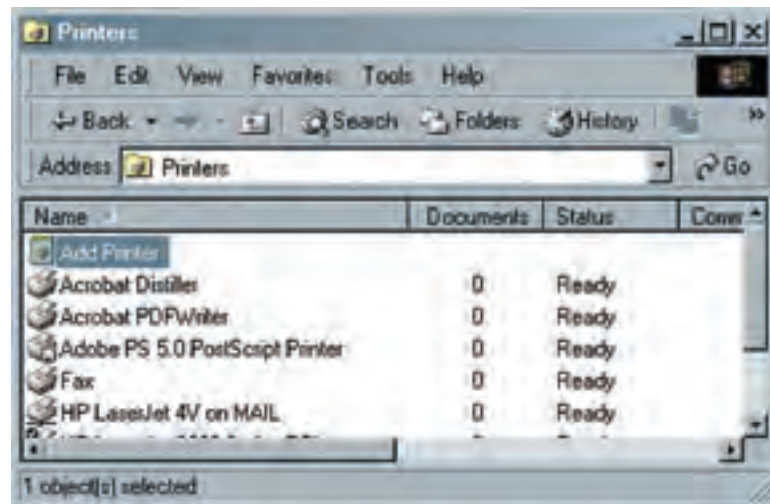 Printers
File Edit View Favorites Tools Help
Back Search Folders History »
Address Printers Go
Name Documents Status
Add Printer
Acrobat Distiller 0 Ready
Acrobat PDFWriter 0 Ready
Adobe PS 5.0 PostScript Printer 0 Ready
Fax 0 Ready
HP LaserJet 4V on MAIL 0 Ready
1 object(s) selected